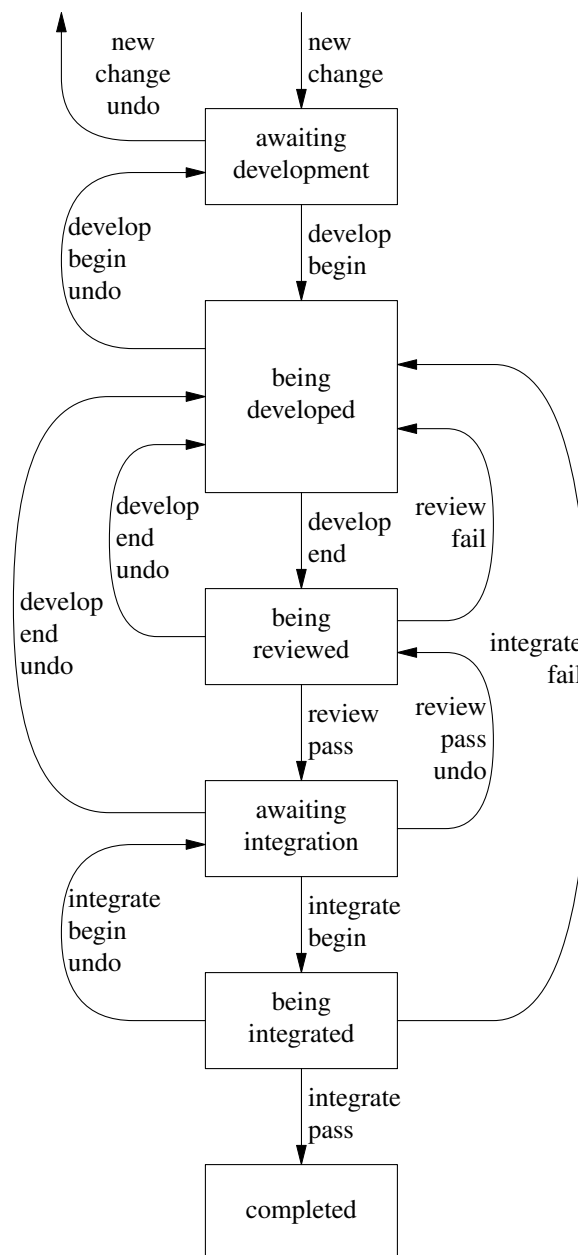 new
change
undo
new
change
awaiting
development
develop
begin
undo
develop
begin
being
developed
develop
end
undo
develop
end
review
fail
develop
end
undo
being
reviewed
integrate
fail
review
pass
review
pass
undo
awaiting
integration
integrate
begin
undo
integrate
begin
being
integrated
integrate
pass
completed